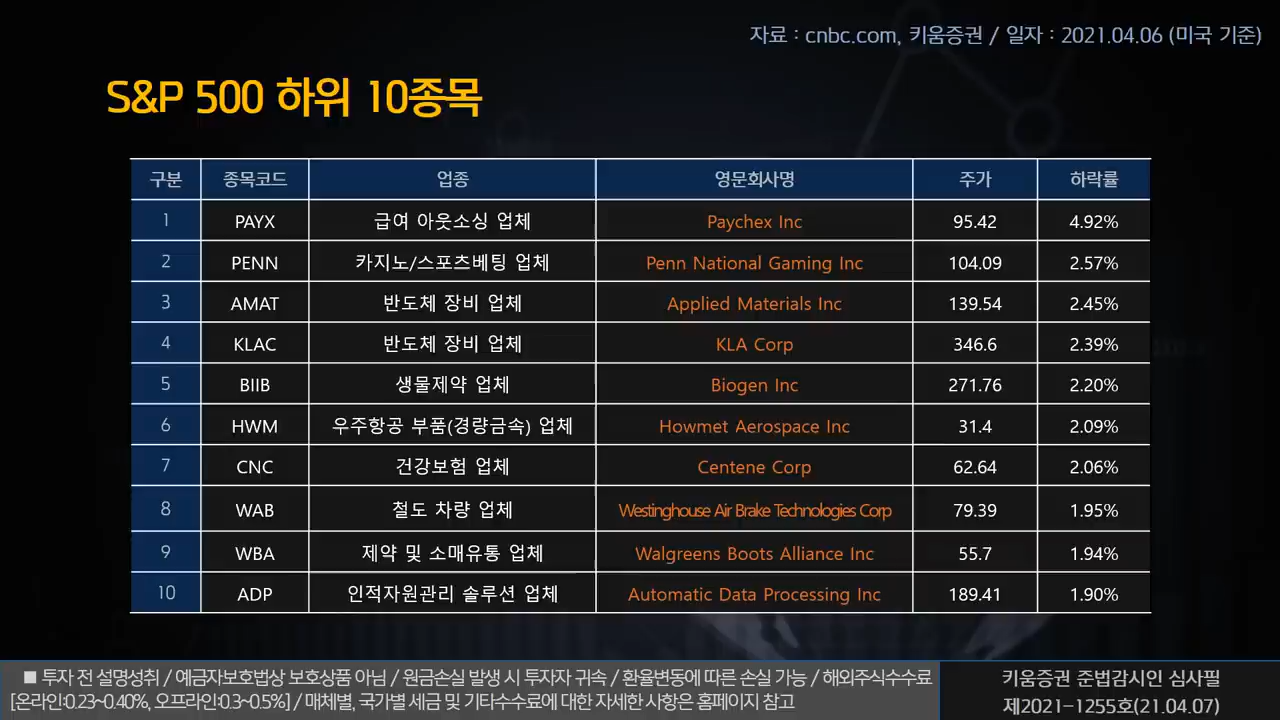 자료 : cnbc.com, 키움증권 / 일자 : 2021.04.06 (미국 기준)
S&P 500 하위 10종목
구분 종목코드 업종 영문회사명 주가 하락률
1 PAYX 급여 아웃소싱 업체 Paychex Inc 95.42 4.92%
2 PENN 카지노/스포츠베팅 업체 Penn National Gaming Inc 104.09 2.57%
3 AMAT 반도체 장비 업체 Applied Materials Inc 139.54 2.45%
4 KLAC 반도체 장비 업체 KLA Corp 346.6 2.39%
5 BIIB 생물제약 업체 Biogen Inc 271.76 2.20%
6 HWM 우주항공 부품(경량금속) 업체 Howmet Aerospace Inc 31.4 2.09%
7 CNC 건강보험 업체 Centene Corp 62.64 2.06%
8 WAB 철도 차량 업체 Westinghouse Air Brake Technologies Corp 79.39 1.95%
9 WBA 제약 및 소매유통 업체 Walgreens Boots Alliance Inc 55.7 1.94%
10 ADP 인적자원관리 솔루션 업체 Automatic Data Processing Inc 189.41 1.90%
■ 투자 전 설명청취 / 예금자보호법상 보호상품 아님 / 원금손실 발생 시 투자자 귀속 / 환율변동에 따른 손실 가능 / 해외주식수수료
[온라인:0.23~0.40%, 오프라인:0.3~0.5%] / 매체별, 국가별 세금 및 기타수수료에 대한 자세한 사항은 홈페이지 참고
키움증권 준법감시인 심사필
제2021-1255호(21.04.07)